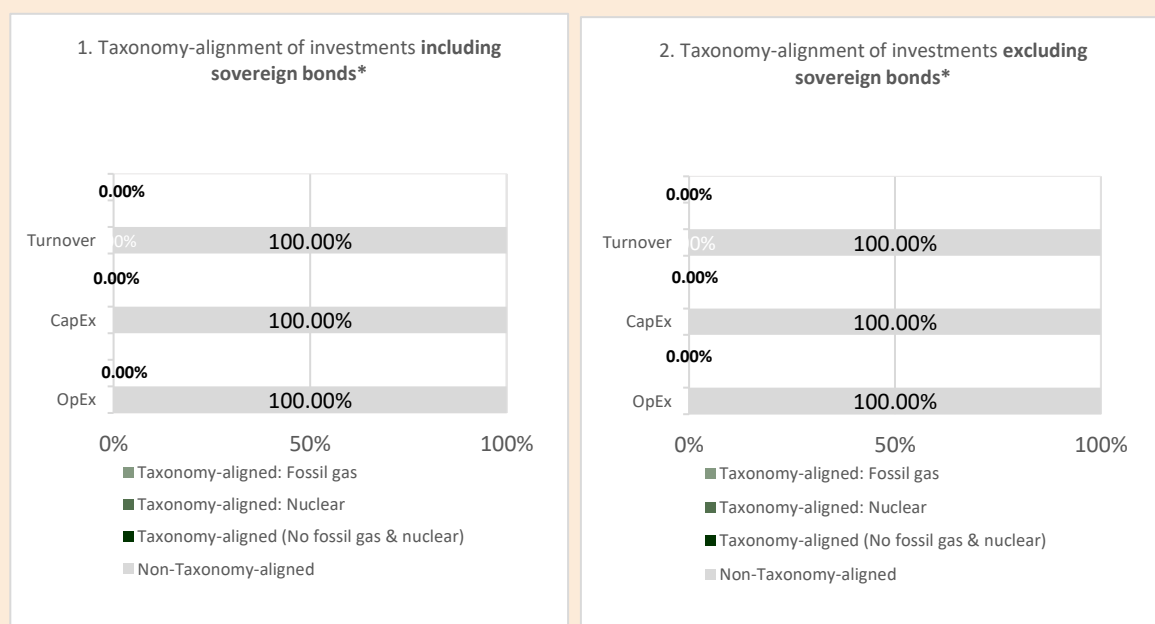 1. Taxonomy-alignment of investments including
sovereign bonds*
0.00%
Turnover 0% 100.00%
0.00%
CapEx 100.00%
0.00%
OpEx 100.00%
0% 50% 100%
Taxonomy-aligned: Fossil gas
Taxonomy-aligned: Nuclear
Taxonomy-aligned (No fossil gas & nuclear)
Non-Taxonomy-aligned
2. Taxonomy-alignment of investments excluding
sovereign bonds*
0.00%
Turnover 0% 100.00%
0.00%
CapEx 100.00%
0.00%
OpEx 100.00%
0% 50% 100%
Taxonomy-aligned: Fossil gas
Taxonomy-aligned: Nuclear
Taxonomy-aligned (No fossil gas & nuclear)
Non-Taxonomy-aligned